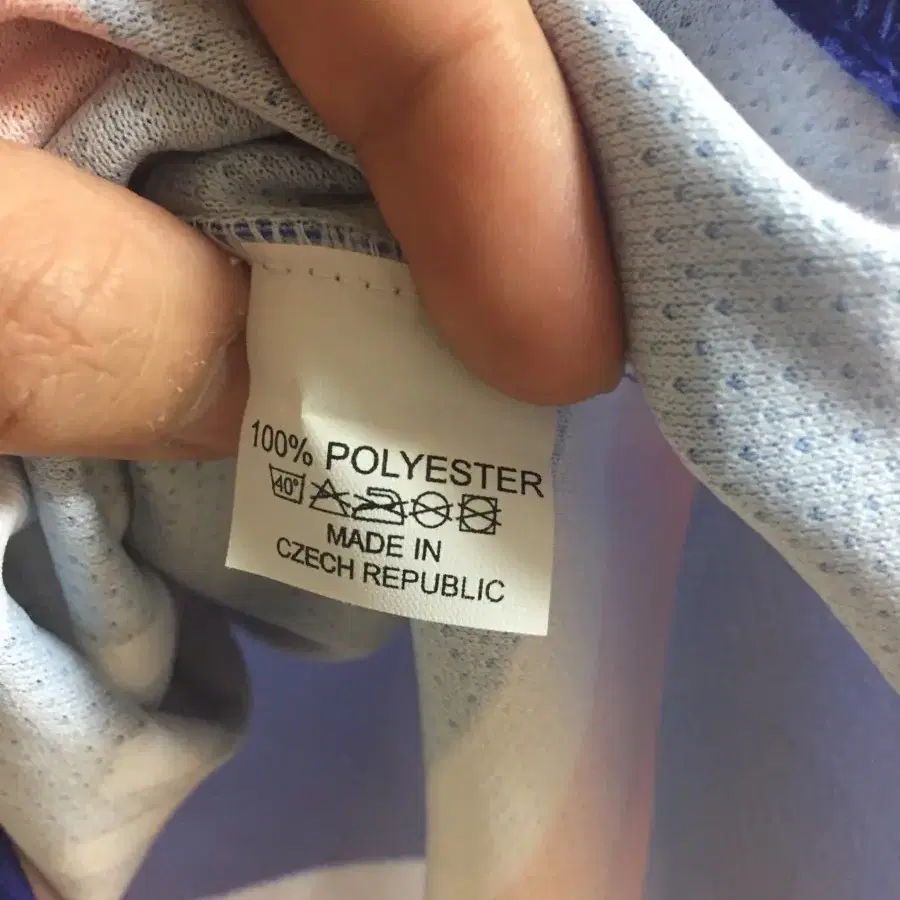 100% POLYESTER
40°
MADE IN
CZECH REPUBLIC